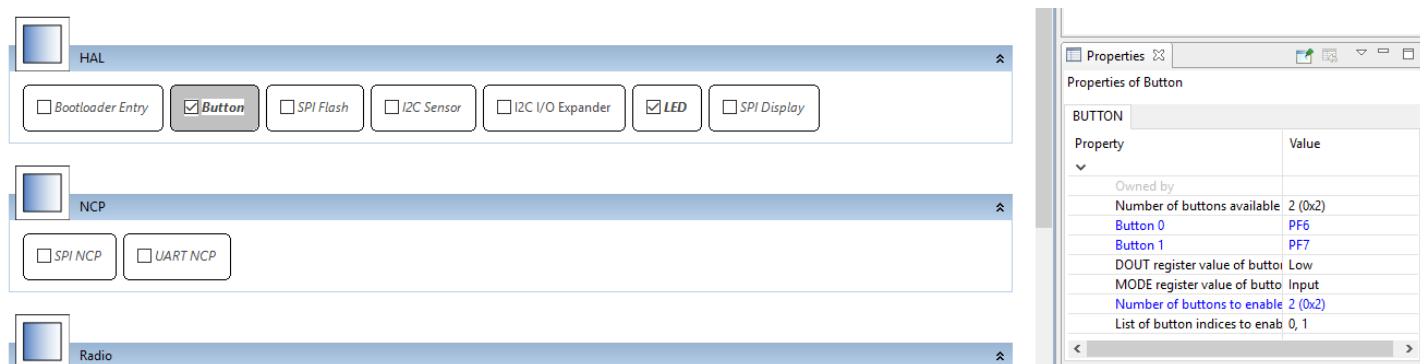 HAL
Bootloader Entry
Button
SPI Flash
I2C Sensor
I2C I/O Expander
LED
SPI Display
NCP
SPI NCP
UART NCP
Radio
Properties
Properties of Button
BUTTON
Property Value
Owned by
Number of buttons available 2 (0x2)
Button 0 PF6
Button 1 PF7
DOUT register value of buttoı Low
MODE register value of butto Input
Number of buttons to enable 2 (0x2)
List of button indices to enab 0, 1